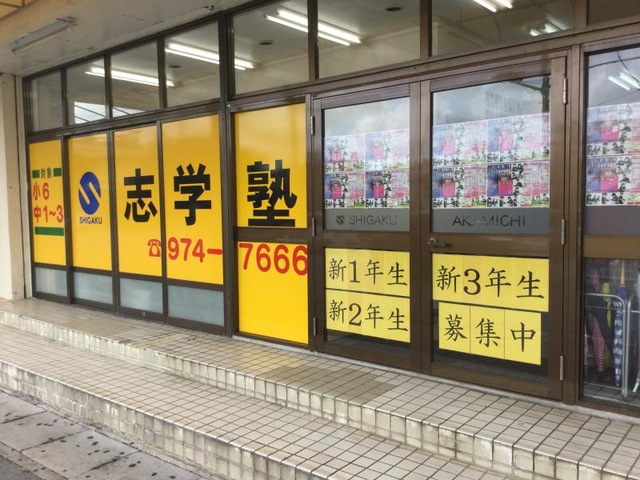 対象
小6
中1~3
SHIGAKU
志学塾
☎974-7666
SHIGAKU
AKAMICHI
新1年生
新2年生
新3年生
募集中